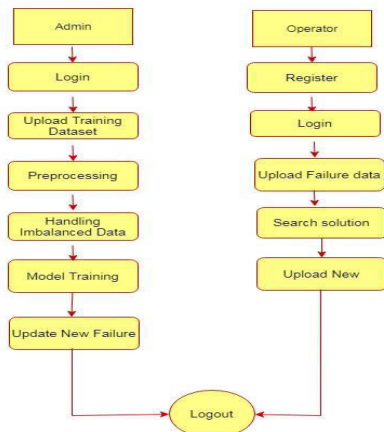 Admin
Login
Upload Training
Dataset
Preprocessing
Handling
Imbalanced Data
Model Training
Update New Failure
Operator
Register
Login
Upload Failure data
Search solution
Upload New
Logout